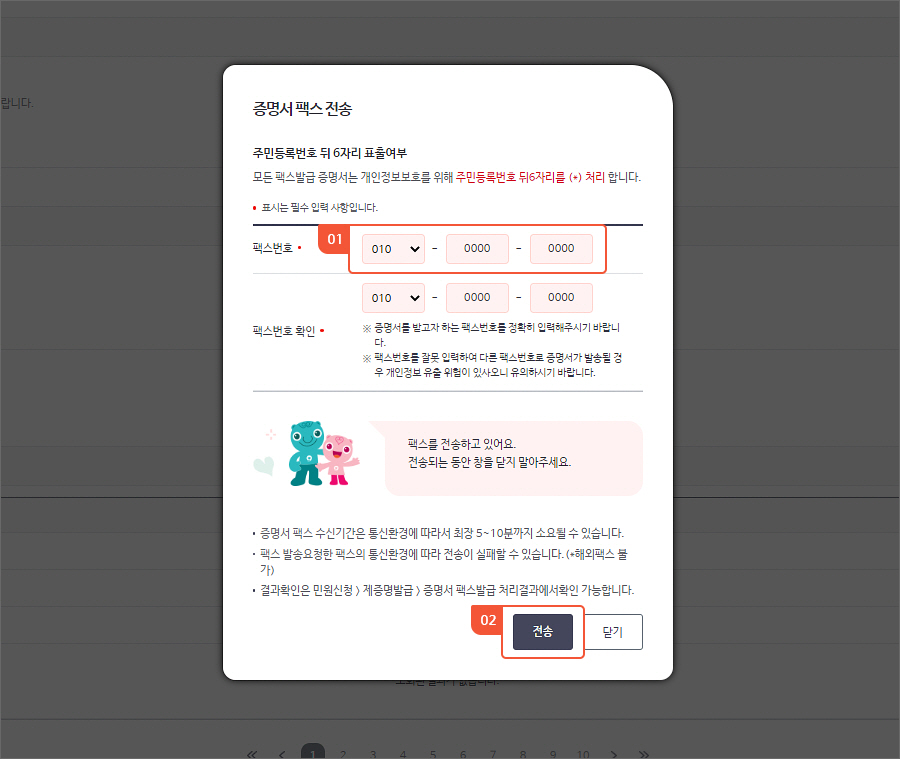 랍니다.
증명서 팩스 전송
주민등록번호 뒤 6자리 표출여부
모든 팩스발급 증명서는 개인정보보호를 위해 주민등록번호 뒤6자리를 (*) 처리 합니다.
• 표시는 필수 입력 사항입니다.
01
팩스번호 • 010 - 0000 - 0000
010 - 0000 - 0000
팩스번호 확인 •
※ 증명서를 받고자 하는 팩스번호를 정확히 입력해주시기 바랍니
다.
※ 팩스번호를 잘못 입력하여 다른 팩스번호로 증명서가 발송될 경
우 개인정보 유출 위험이 있사오니 유의하시기 바랍니다.
팩스를 전송하고 있어요.
전송되는 동안 창을 닫지 말아주세요.
• 증명서 팩스 수신기간은 통신환경에 따라서 최장 5~10분까지 소요될 수 있습니다.
• 팩스 발송요청한 팩스의 통신환경에 따라 전송이 실패할 수 있습니다.(*해외팩스 불
가)
• 결과확인은 민원신청 > 제증명발급 > 증명서 팩스발급 처리결과에서확인 가능합니다.
02
전송 닫기
« < 1 2 3 4 5 6 7 8 9 10 > »